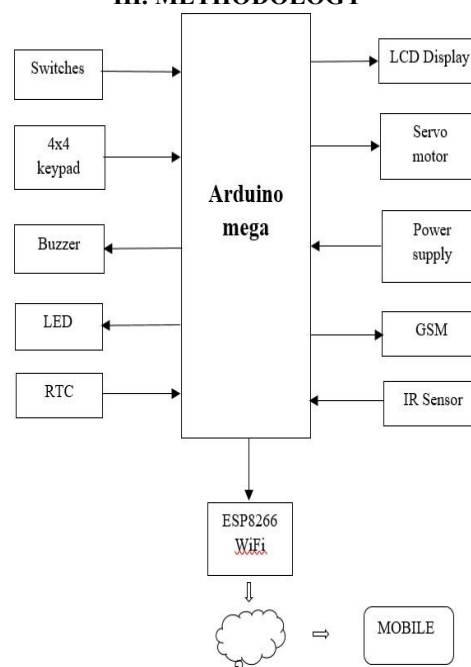 III. METHODOLOGY
Switches
4x4
keypad
Buzzer
LED
RTC
Arduino
mega
LCD Display
Servo
motor
Power
supply
GSM
IR Sensor
ESP8266
WiFi
MOBILE